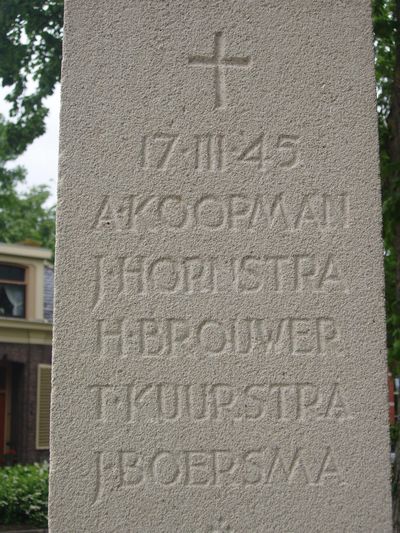 17·III·45
A·KOOPMAN
J·HORNSTRA
H·BROUWER
T·KUURSTRA
J·BOERSMA